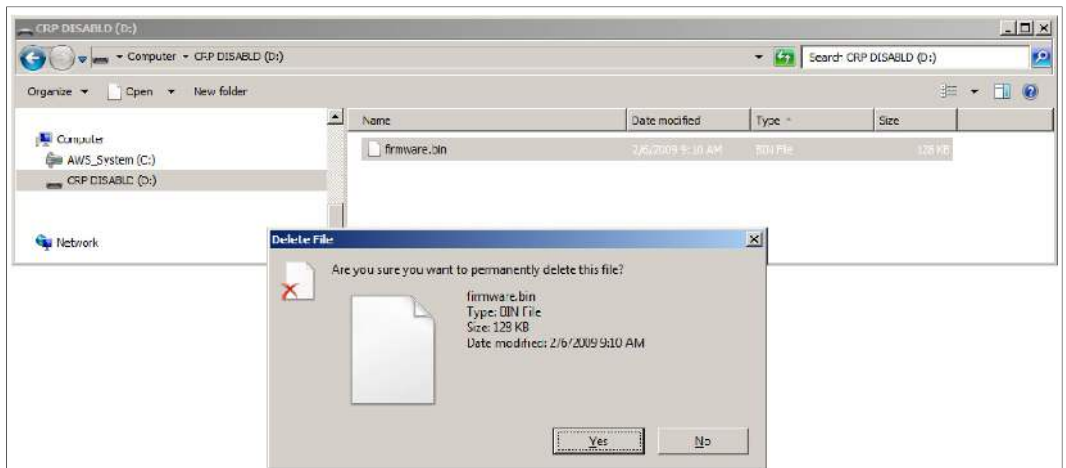 CRP DISABLD (D:)
Computer CRP DISABLD (D:) Search CRP DISABLD (D:)
Organize Open New folder
Name Date modified Type Size
Computer
firmware.bin 2/6/2009 9:10 AM BIN File 128 KB
AWS_System (C:)
CRP DISABLD (D:)
Network
Delete File
Are you sure you want to permanently delete this file?
firmware.bin
Type: BIN File
Size: 128 KB
Date modified: 2/6/2009 9:10 AM
Yes No